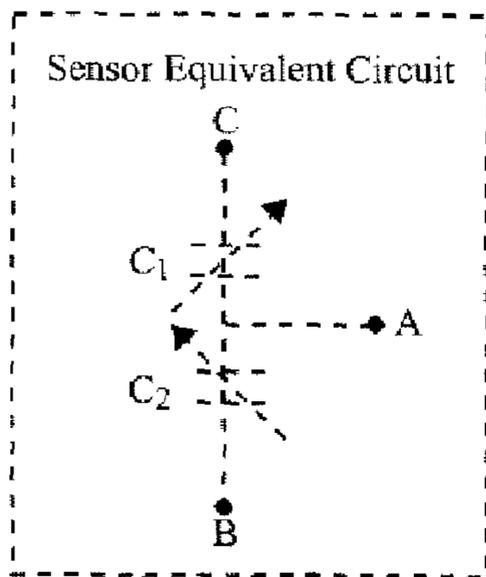 Sensor Equivalent Circuit
C
C₁
A
C₂
B